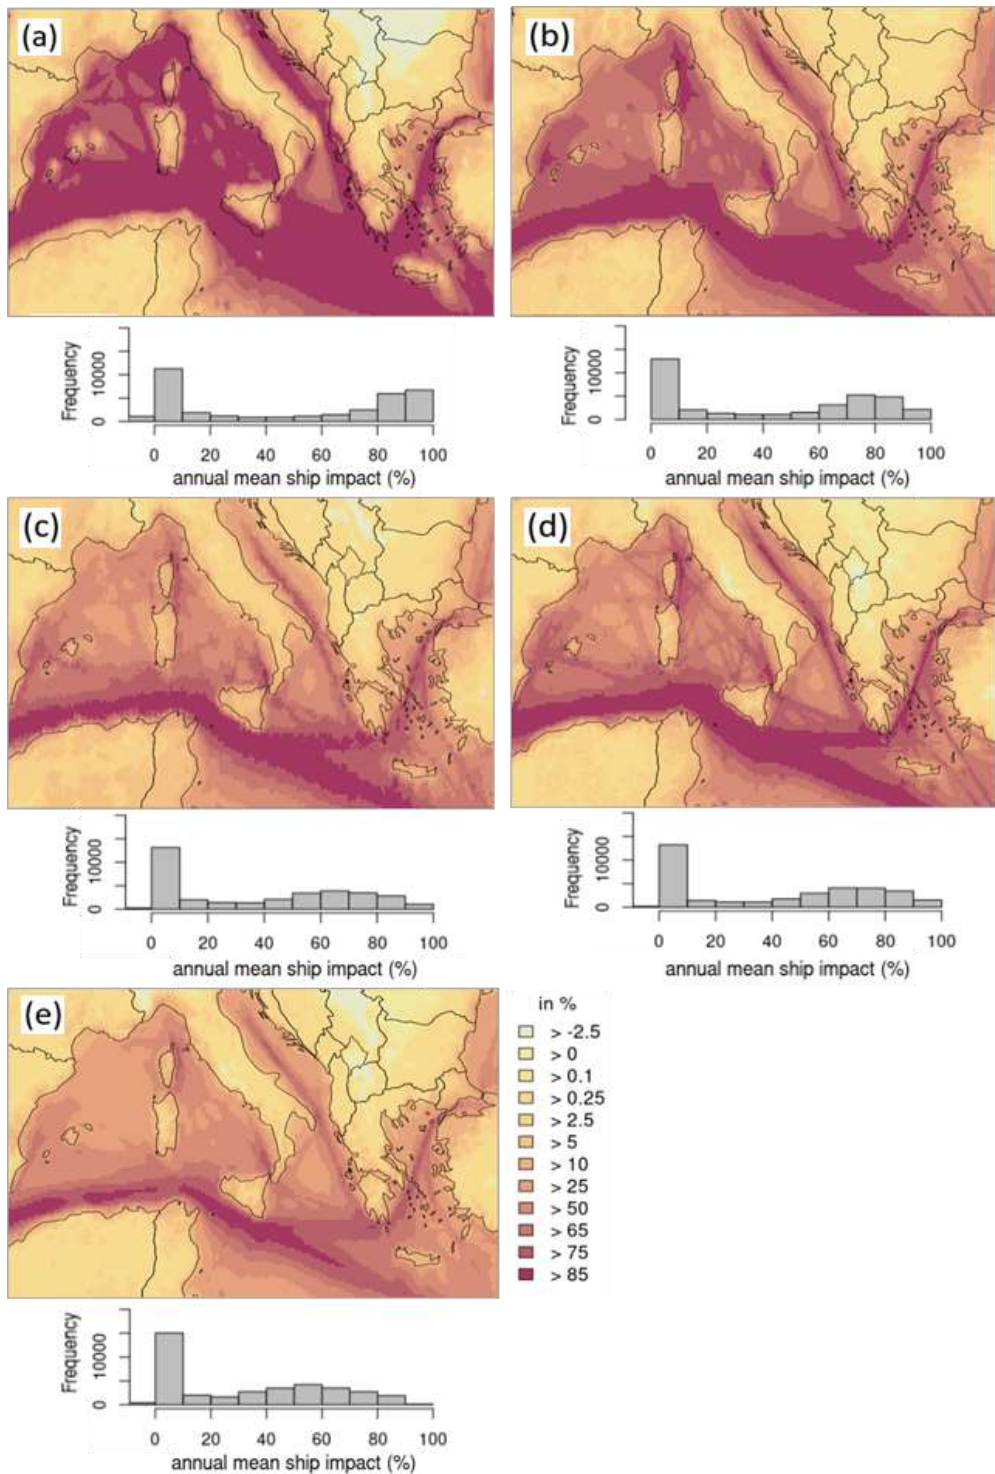 (a)
(b)
Frequency
10000
0
0 20 40 60 80 100
annual mean ship impact (%)
Frequency
10000
0
0 20 40 60 80 100
annual mean ship impact (%)
(c)
(d)
Frequency
10000
0
0 20 40 60 80 100
annual mean ship impact (%)
Frequency
10000
0
0 20 40 60 80 100
annual mean ship impact (%)
(e)
in %
> -2.5
> 0
> 0.1
> 0.25
> 2.5
> 5
> 10
> 25
> 50
> 65
> 75
> 85
Frequency
10000
0
0 20 40 60 80 100
annual mean ship impact (%)